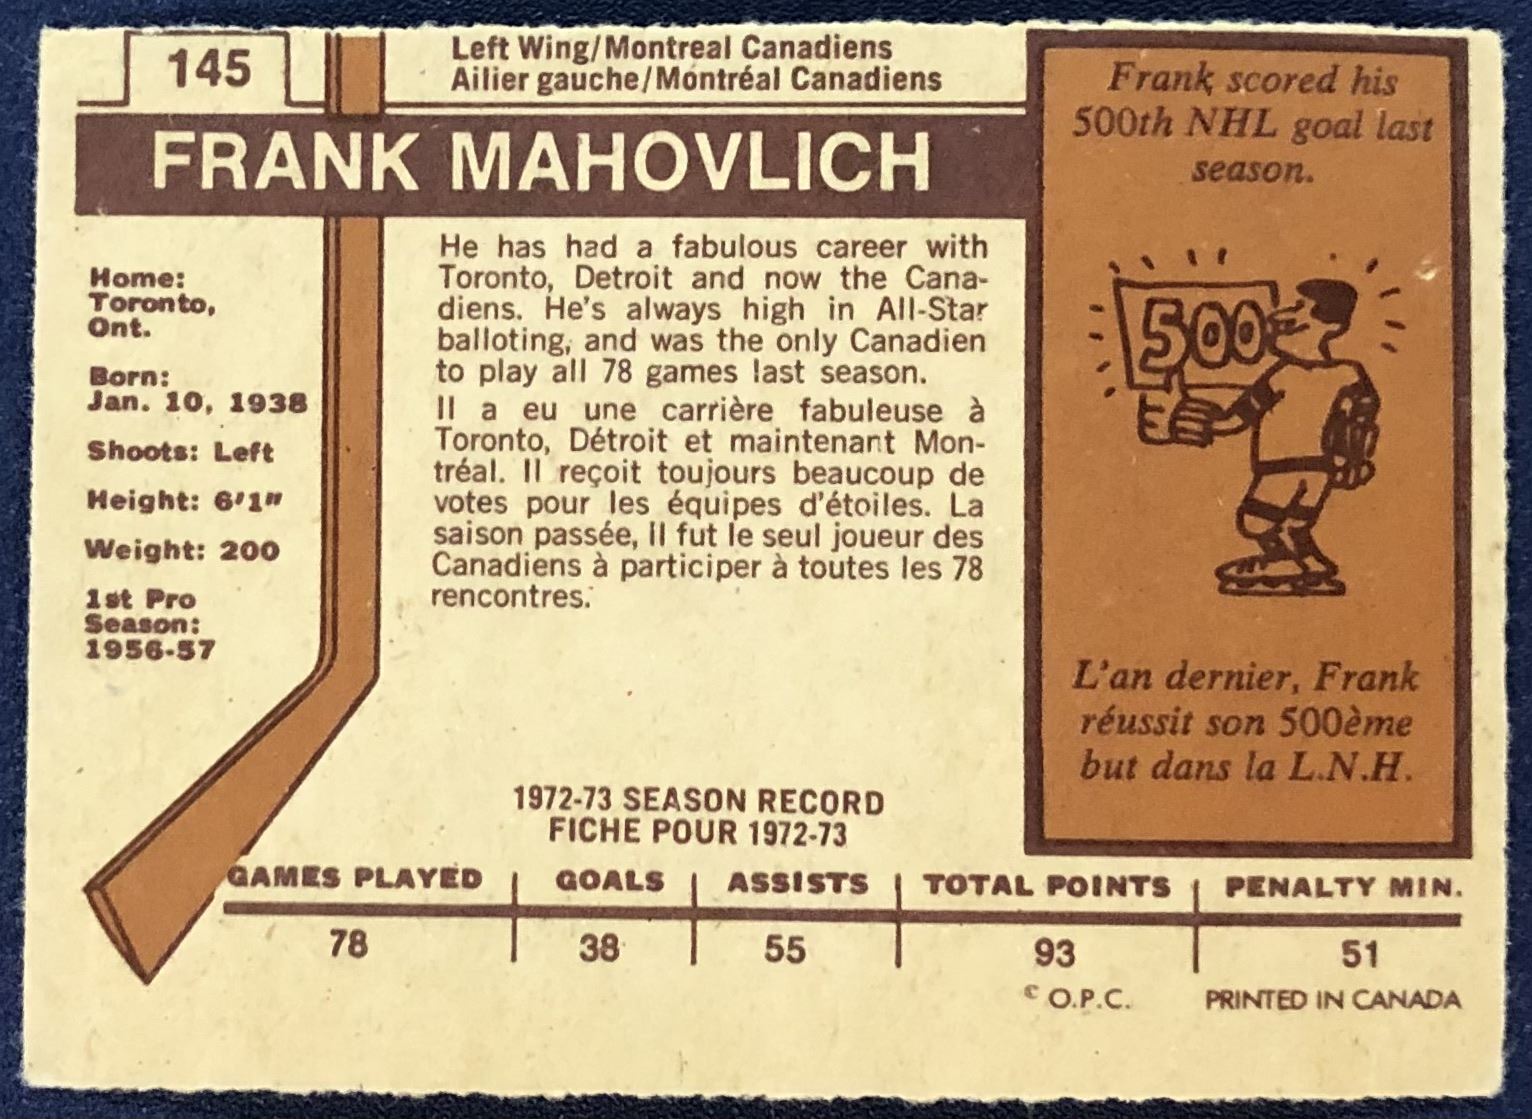 145
Left Wing/Montreal Canadiens
Ailier gauche/Montréal Canadiens
FRANK MAHOVLICH
Home:
Toronto,
Ont.
Born:
Jan. 10, 1938
Shoots: Left
Height: 6'1"
Weight: 200
1st Pro
Season:
1956-57
He has had a fabulous career with
Toronto, Detroit and now the Cana-
diens. He's always high in All-Star
balloting, and was the only Canadien
to play all 78 games last season.
Il a eu une carrière fabuleuse à
Toronto, Détroit et maintenant Mon-
tréal. Il reçoit toujours beaucoup de
votes pour les équipes d'étoiles. La
saison passée, il fut le seul joueur des
Canadiens à participer à toutes les 78
rencontres.
Frank scored his
500th NHL goal last
season.
500
L'an dernier, Frank
réussit son 500ème
but dans la L.N.H.
1972-73 SEASON RECORD
FICHE POUR 1972-73
GAMES PLAYED GOALS ASSISTS TOTAL POINTS PENALTY MIN.
78 38 55 93 51
© O.P.C. PRINTED IN CANADA